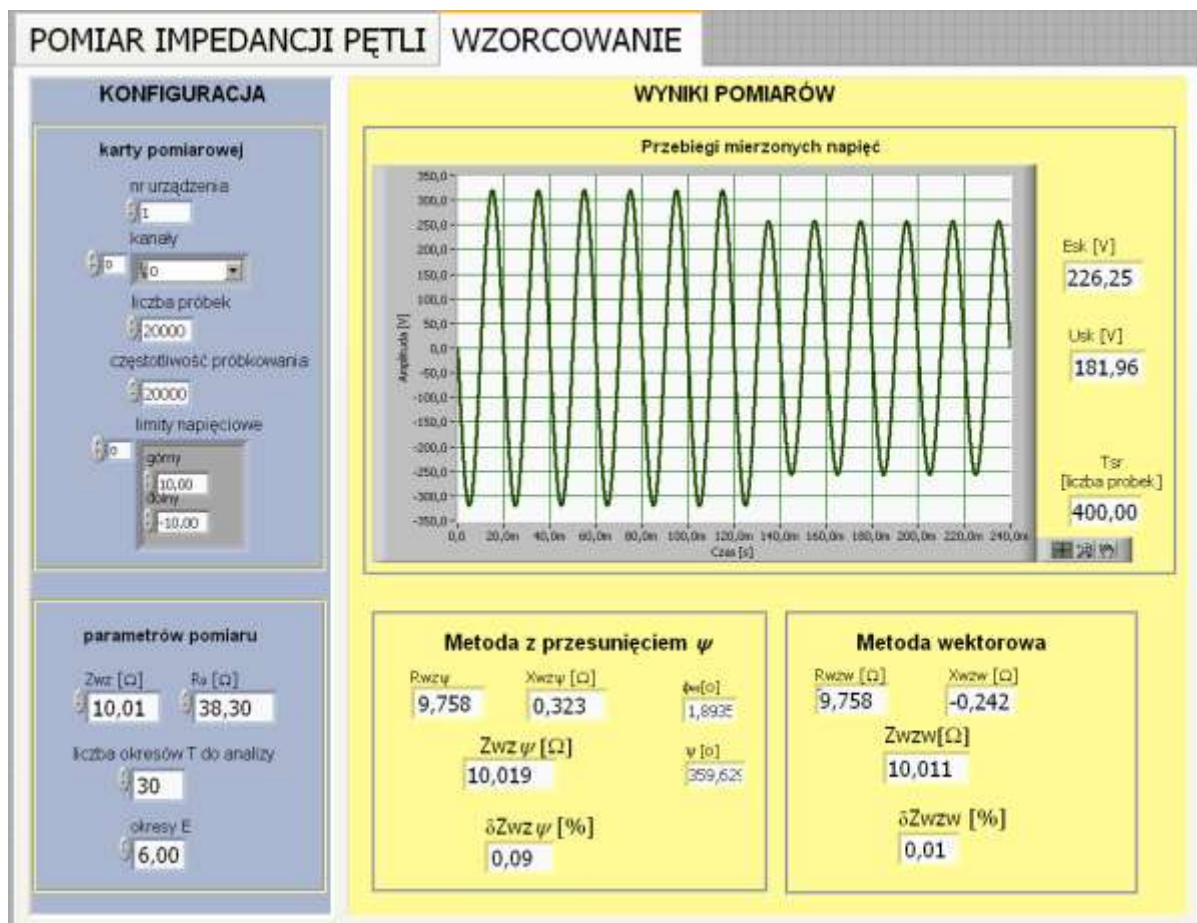 POMIAR IMPEDANCJI PĘTLI WZORCOWANIE
KONFIGURACJA
karty pomiarowej
nr urządzenia
1
kanały
0
0
liczba próbek
20000
częstotliwość próbkowania
20000
limity napięciowe
0
górny
10,00
dolny
-10,00
parametrów pomiaru
Zwz [Ω] Ra [Ω]
10,01 38,30
liczba okresów T do analizy
30
okresy E
6,00
WYNIKI POMIARÓW
Przebiegi mierzonych napięć
Amplituda [V]
350,0
300,0
250,0
200,0
150,0
100,0
50,0
0,0
-50,0
-100,0
-150,0
-200,0
-250,0
-300,0
-350,0
0,0 20,0m 40,0m 60,0m 80,0m 100,0m 120,0m 140,0m 160,0m 180,0m 200,0m 220,0m 240,0m
Czas [s]
Esk [V]
226,25
Usk [V]
181,96
Tsr
[liczba probek]
400,00
Metoda z przesunięciem ψ
Rwzψ Xwzψ [Ω]
9,758 0,323
1,8935
Zwz ψ [Ω]
10,019
ψ [o]
359,629
δZwz ψ [%]
0,09
Metoda wektorowa
Rwzw [Ω] Xwzw [Ω]
9,758 -0,242
Zwzw[Ω]
10,011
δZwzw [%]
0,01